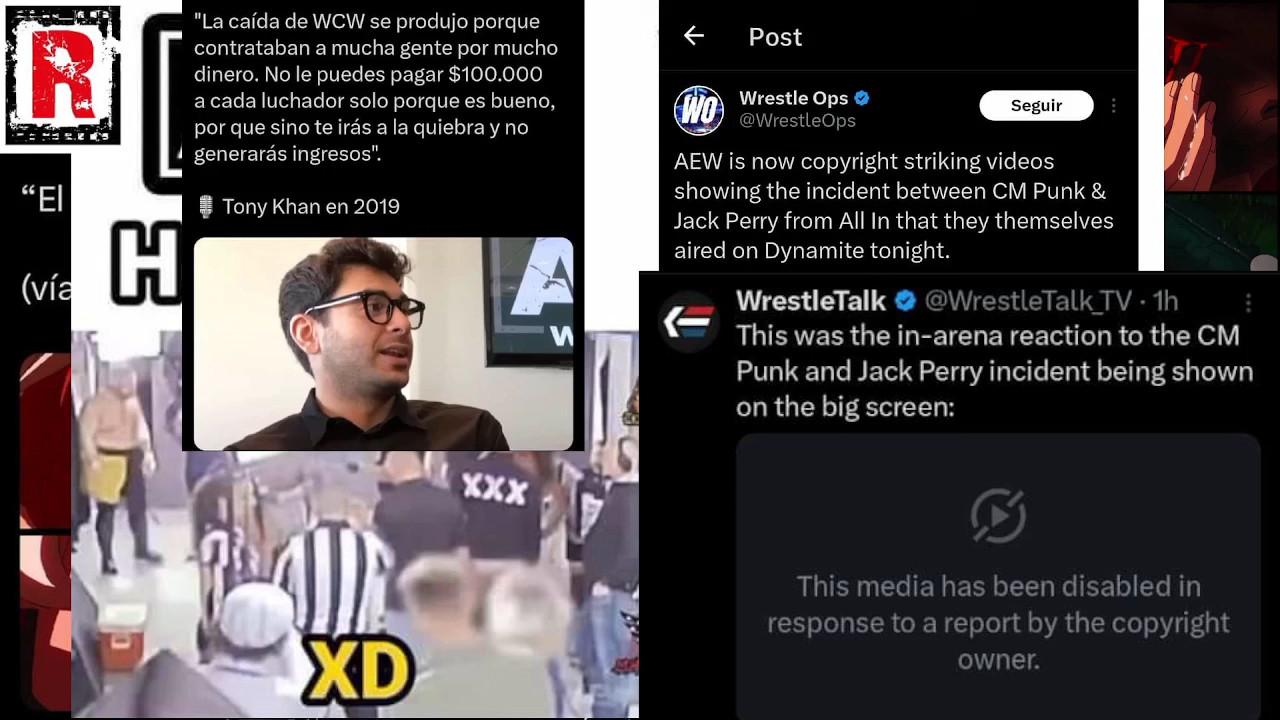 R
"La caída de WCW se produjo porque
contrataban a mucha gente por mucho
dinero. No le puedes pagar $100.000
a cada luchador solo porque es bueno,
por que sino te irás a la quiebra y no
generarás ingresos".
Tony Khan en 2019
A
W
“El
(vía
H
XXX
XD
Post
WO
Wrestle Ops
@WrestleOps
Seguir
AEW is now copyright striking videos
showing the incident between CM Punk &
Jack Perry from All In that they themselves
aired on Dynamite tonight.
WrestleTalk @WrestleTalk_TV · 1h
This was the in-arena reaction to the CM
Punk and Jack Perry incident being shown
on the big screen:
This media has been disabled in
response to a report by the copyright
owner.